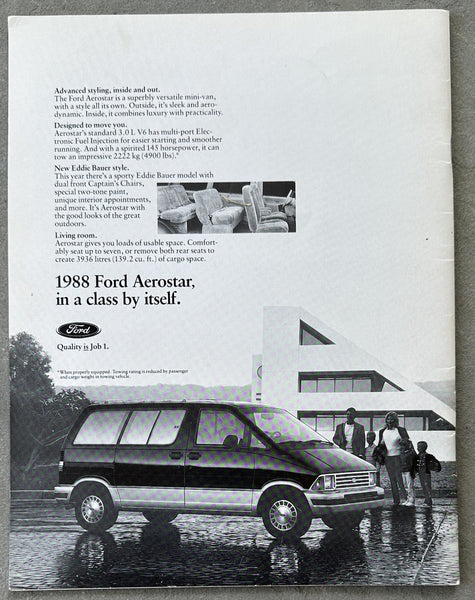 Advanced styling, inside and out.
The Ford Aerostar is a superbly versatile mini-van,
with a style all its own. Outside, it's sleek and aero-
dynamic. Inside, it combines luxury with practicality.
Designed to move you.
Aerostar's standard 3.0 L V6 has multi-port Elec-
tronic Fuel Injection for easier starting and smoother
running. And with a spirited 145 horsepower, it can
tow an impressive 2222 kg (4900 lbs).*
New Eddie Bauer style.
This year there's a sporty Eddie Bauer model with
dual front Captain's Chairs,
special two-tone paint,
unique interior appointments,
and more. It's Aerostar with
the good looks of the great
outdoors.
Living room.
Aerostar gives you loads of usable space. Comfort-
ably seat up to seven, or remove both rear seats to
create 3936 litres (139.2 cu. ft.) of cargo space.
1988 Ford Aerostar,
in a class by itself.
Ford
Quality is Job 1.
*When properly equipped. Towing rating is reduced by passenger
and cargo weight in towing vehicle.